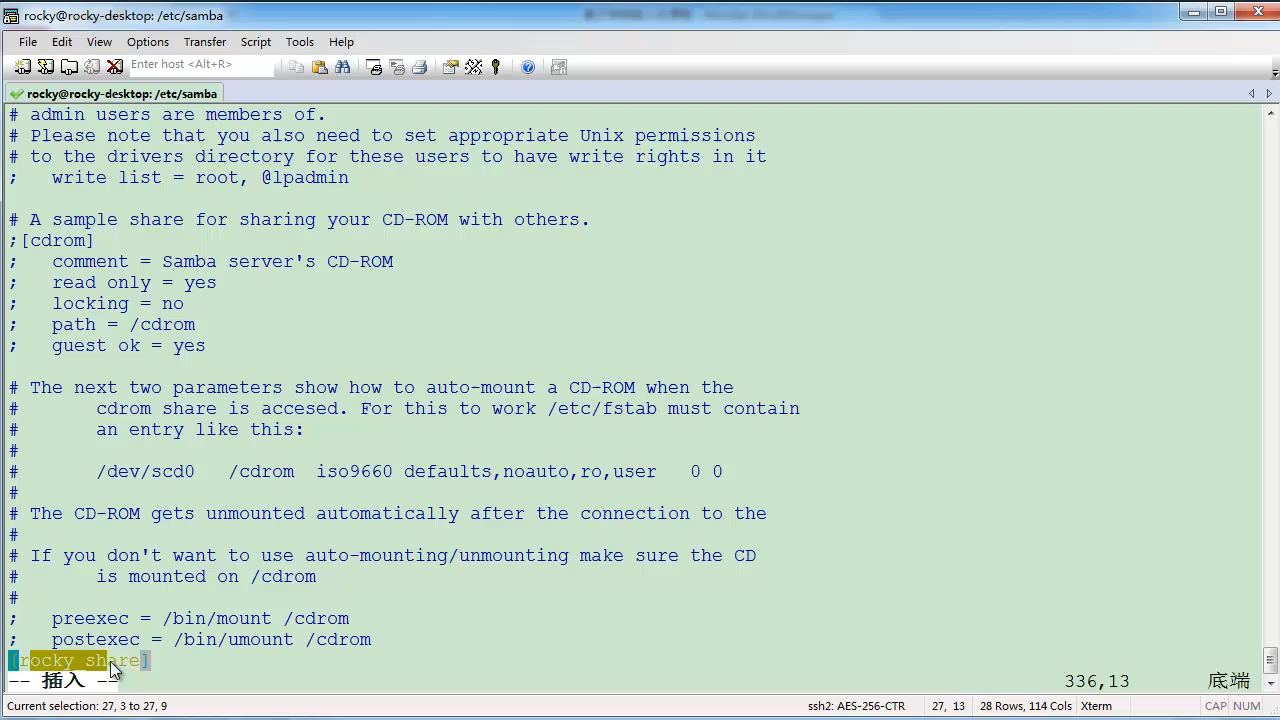 rocky@rocky-desktop: /etc/samba
File Edit View Options Transfer Script Tools Help
Enter host <Alt+R>
rocky@rocky-desktop: /etc/samba
# admin users are members of.
# Please note that you also need to set appropriate Unix permissions
# to the drivers directory for these users to have write rights in it
;   write list = root, @lpadmin
# A sample share for sharing your CD-ROM with others.
;[cdrom]
;   comment = Samba server's CD-ROM
;   read only = yes
;   locking = no
;   path = /cdrom
;   guest ok = yes
# The next two parameters show how to auto-mount a CD-ROM when the
#       cdrom share is accesed. For this to work /etc/fstab must contain
#       an entry like this:
#
#       /dev/scd0   /cdrom  iso9660 defaults,noauto,ro,user   0 0
#
# The CD-ROM gets unmounted automatically after the connection to the
#
# If you don't want to use auto-mounting/unmounting make sure the CD
#       is mounted on /cdrom
#
;   preexec = /bin/mount /cdrom
;   postexec = /bin/umount /cdrom
[rocky_share]
-- 插入 -- 336,13 底端
Current selection: 27, 3 to 27, 9 ssh2: AES-256-CTR 27, 13 28 Rows, 114 Cols Xterm CAP NUM